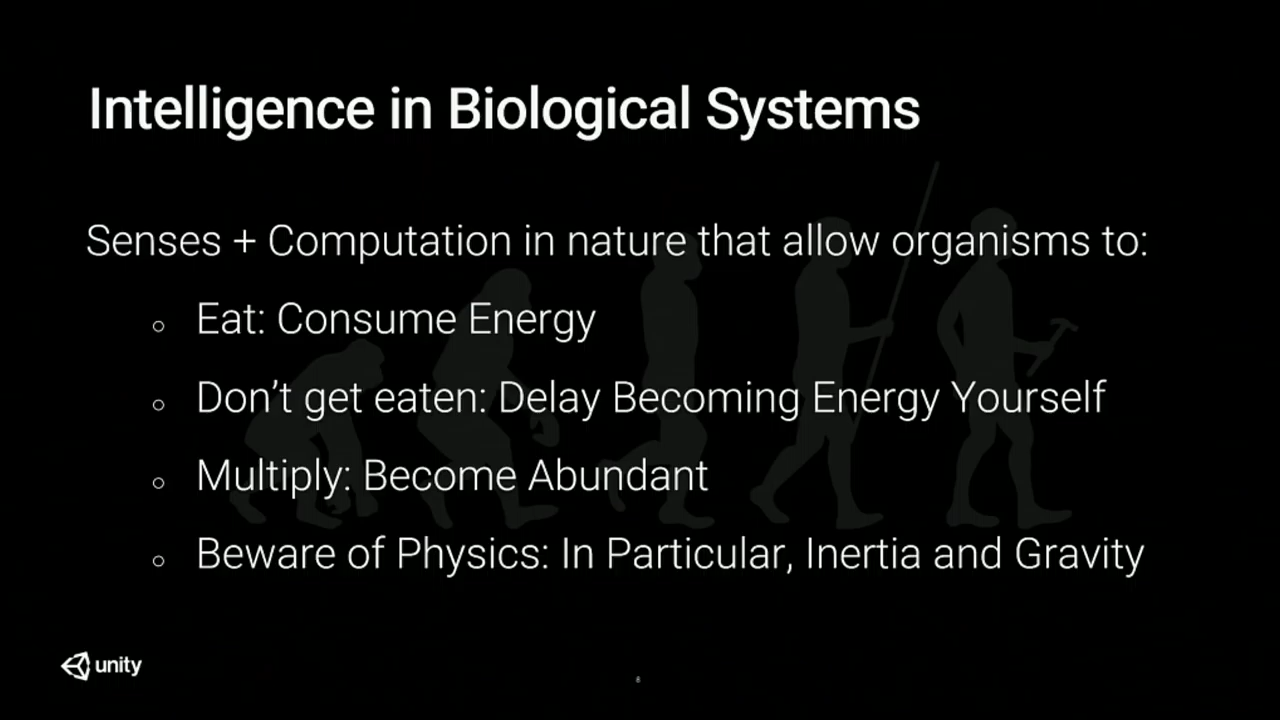 Intelligence in Biological Systems
Senses + Computation in nature that allow organisms to:
Eat: Consume Energy
Don’t get eaten: Delay Becoming Energy Yourself
Multiply: Become Abundant
Beware of Physics: In Particular, Inertia and Gravity
unity